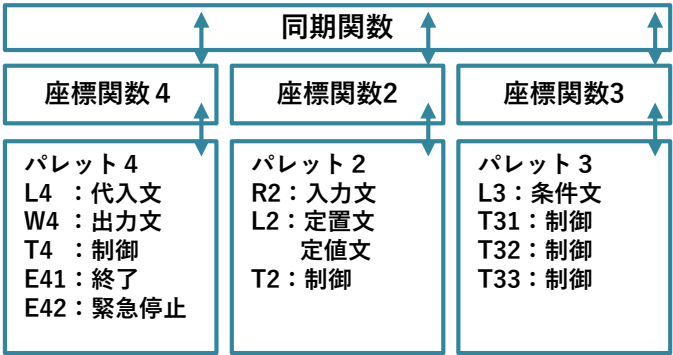 同期関数
座標関数４
座標関数2
座標関数3
パレット４
L4　：代入文
W4　：出力文
T4　：制御
E41：終了
E42：緊急停止
パレット２
R2：入力文
L2：定置文
定値文
T2：制御
パレット３
L3：条件文
T31：制御
T32：制御
T33：制御